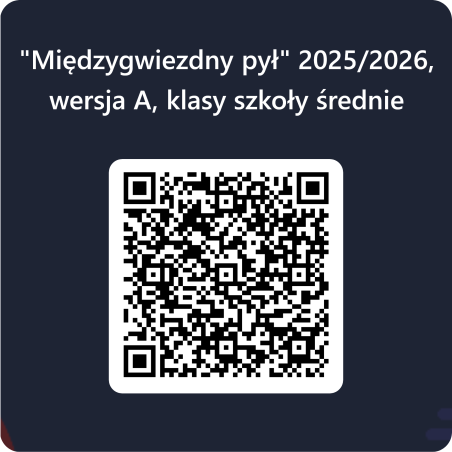 "Międzygwiezdny pył" 2025/2026,
wersja A, klasy szkoły średnie